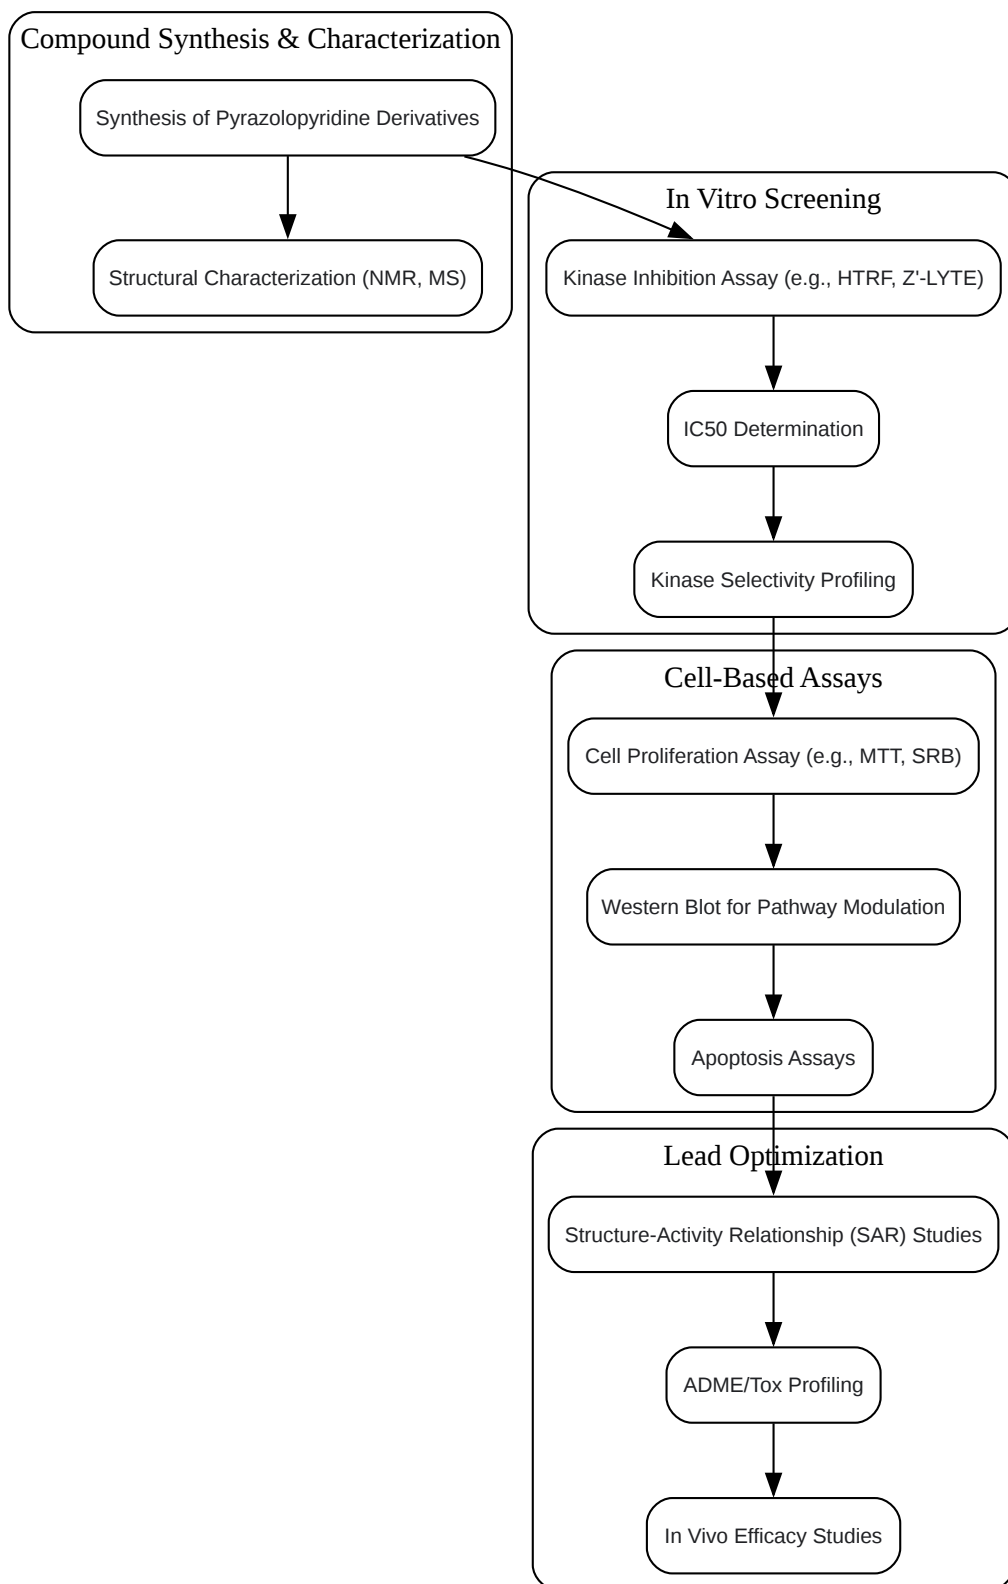 Compound Synthesis & Characterization
Synthesis of Pyrazolopyridine Derivatives
Structural Characterization (NMR, MS)
In Vitro Screening
Kinase Inhibition Assay (e.g., HTRF, Z'-LYTE)
IC50 Determination
Kinase Selectivity Profiling
Cell-Based Assays
Cell Proliferation Assay (e.g., MTT, SRB)
Western Blot for Pathway Modulation
Apoptosis Assays
Lead Optimization
Structure-Activity Relationship (SAR) Studies
ADME/Tox Profiling
In Vivo Efficacy Studies